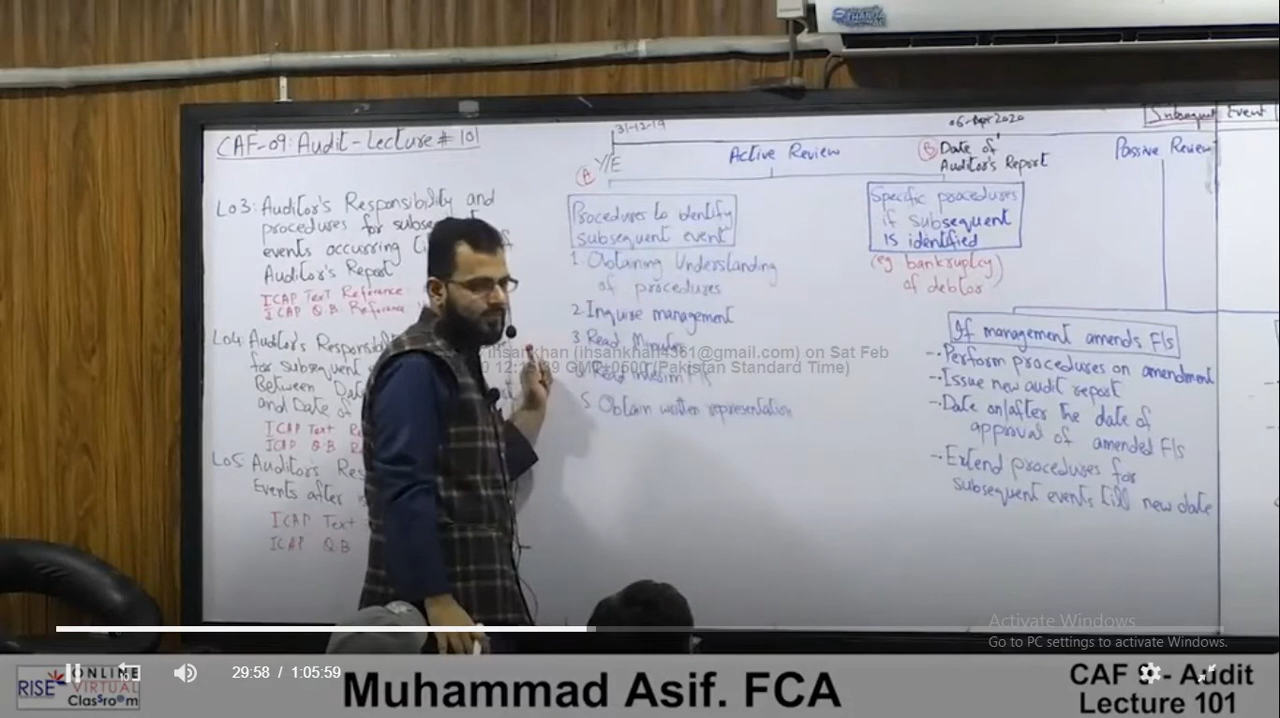 CAF-09: Audit - Lecture # 101
LO3: Auditor's Responsibility and
procedures for
events occurring
Auditor's Report
ICAP Text Reference
ICAP Q.B Reference
LO4 Auditor's
for subsequent
Between
and Date of
ICAP Text
ICAP Q.B
LO5 Auditor's
Events after
ICAP Text
ICAP Q.B
31-12-19
Y/E
Active Review
06-Apr 2020
A
B Date of
Auditor's Report
Passive Review
Subsequent Event
Procedures to identify
subsequent event
1. Obtaining Understanding
of procedures
2. Inquire management
3 Read Minutes
Read interim
5 Obtain written representation
Specific procedures
if subsequent
is identified
(eg bankruptcy)
of debtor
If management amends F/s
- Perform procedures on amendment
- Issue new audit report
- Date on/after the date of
approval of amended F/s
- Extend procedures for
subsequent events till new date
ihsankhan (ihsankhan4361@gmail.com) on Sat Feb
GMT+0500 (Pakistan Standard Time)
Activate Windows
Go to PC settings to activate Windows.
29:58 / 1:05:59
RISE ONLINE
VIRTUAL
Classroom
Muhammad Asif. FCA
CAF 9 - Audit
Lecture 101